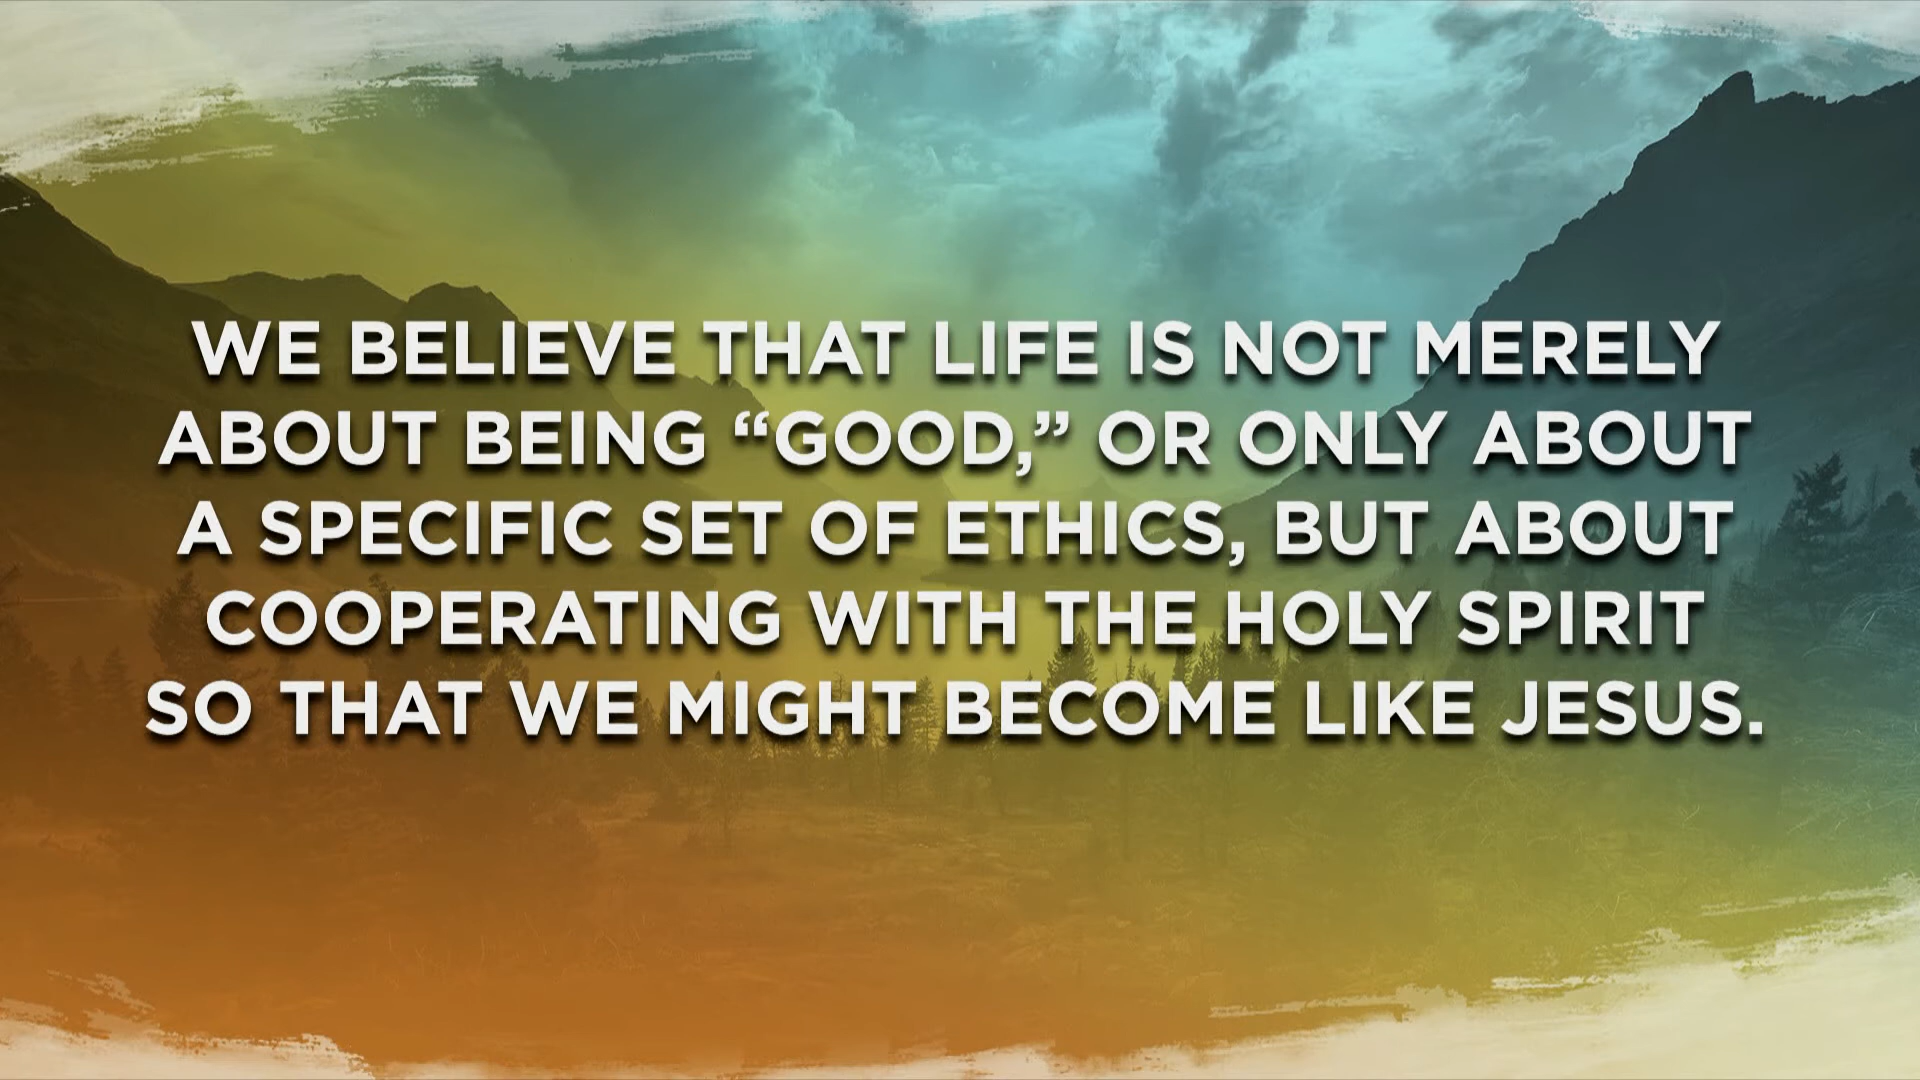 WE BELIEVE THAT LIFE IS NOT MERELY
ABOUT BEING “GOOD,” OR ONLY ABOUT
A SPECIFIC SET OF ETHICS, BUT ABOUT
COOPERATING WITH THE HOLY SPIRIT
SO THAT WE MIGHT BECOME LIKE JESUS.